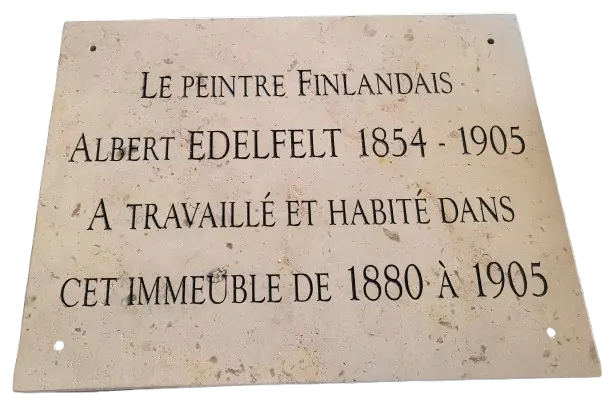 Le peintre Finlandais
Albert EDELFELT 1854 - 1905
A travaillé et habité dans
cet immeuble de 1880 à 1905